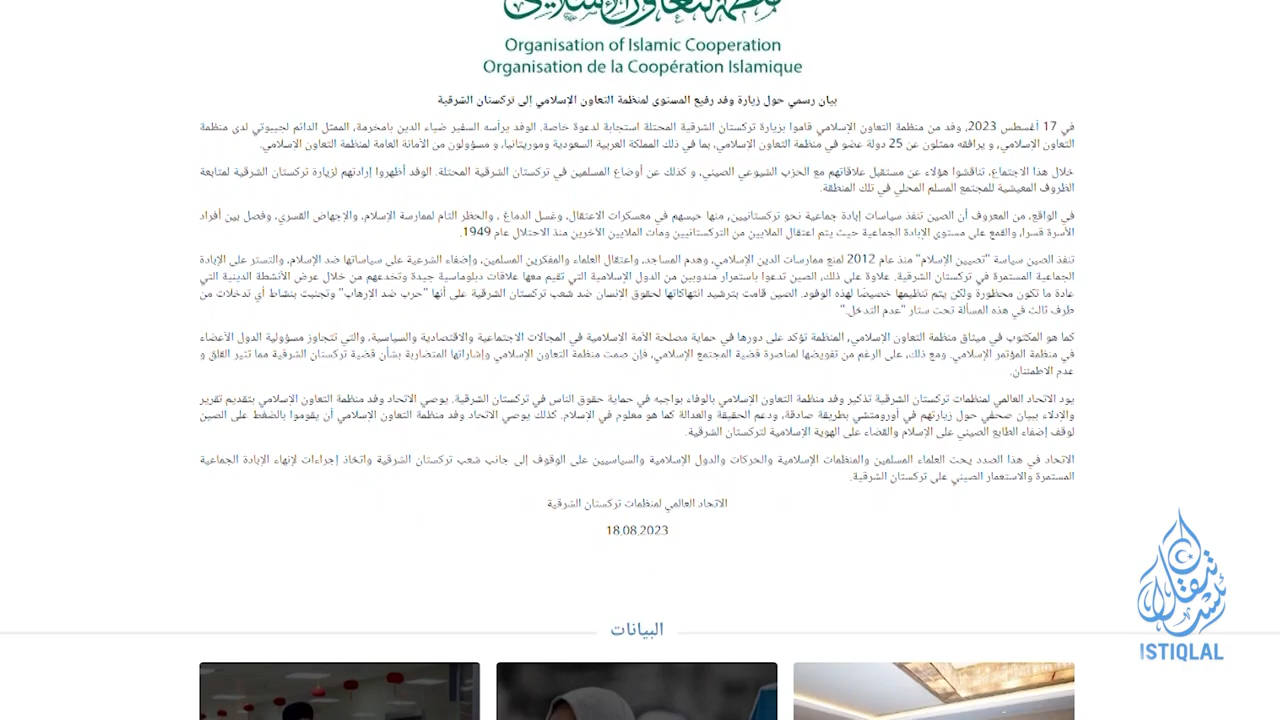 منظمة التعاون الإسلامي
Organisation of Islamic Cooperation
Organisation de la Coopération Islamique
بيان رسمي حول زيارة وفد رفيع المستوى لمنظمة التعاون الإسلامي إلى تركستان الشرقية
في 17 أغسطس 2023، وفد من منظمة التعاون الإسلامي قاموا بزيارة تركستان الشرقية المحتلة استجابة لدعوة خاصة. الوفد يرأسه السفير ضياء الدين بامخرمة، الممثل الدائم لجيبوتي لدى منظمة
التعاون الإسلامي، و يرافقه ممثلون عن 25 دولة عضو في منظمة التعاون الإسلامي، بما في ذلك المملكة العربية السعودية وموريتانيا، و مسؤولون من الأمانة العامة لمنظمة التعاون الإسلامي.
خلال هذا الاجتماع، تناقشوا هؤلاء عن مستقبل علاقاتهم مع الحزب الشيوعي الصيني، و كذلك عن أوضاع المسلمين في تركستان الشرقية المحتلة. الوفد أظهروا إرادتهم لزيارة تركستان الشرقية لمتابعة
الظروف المعيشية للمجتمع المسلم المحلي في تلك المنطقة.
في الواقع، من المعروف أن الصين تنفذ سياسات إبادة جماعية نحو تركستانيين، منها حبسهم في معسكرات الاعتقال، وغسل الدماغ ، والحظر التام لممارسة الإسلام، والإجهاض القسري، وفصل بين أفراد
الأسرة قسرا، والقمع على مستوى الإبادة الجماعية حيث يتم اعتقال الملايين من التركستانيين ومات الملايين الآخرين منذ الاحتلال عام 1949.
تنفذ الصين سياسة "تصيين الإسلام" منذ عام 2012 لمنع ممارسات الدين الإسلامي، وهدم المساجد، واعتقال العلماء والمفكرين المسلمين، وإضفاء الشرعية على سياساتها ضد الإسلام، والتستر على الإبادة
الجماعية المستمرة في تركستان الشرقية. علاوة على ذلك، الصين تدعوا باستمرار مندوبين من الدول الإسلامية التي تقيم معها علاقات دبلوماسية جيدة وتخدعهم من خلال عرض الأنشطة الدينية التي
عادة ما تكون محظورة ولكن يتم تنظيمها خصيصا لهذه الوفود. الصين قامت بترشيد انتهاكاتها لحقوق الإنسان ضد شعب تركستان الشرقية على أنها "حرب ضد الإرهاب" وتجنبت بنشاط أي تدخلات من
طرف ثالث في هذه المسألة تحت ستار "عدم التدخل."
كما هو المكتوب في ميثاق منظمة التعاون الإسلامي، المنظمة تؤكد على دورها في حماية مصلحة الأمة الإسلامية في المجالات الاجتماعية والاقتصادية والسياسية، والتي تتجاوز مسؤولية الدول الأعضاء
في منظمة المؤتمر الإسلامي. ومع ذلك، على الرغم من تفويضها لمناصرة قضية المجتمع الإسلامي، فإن صمت منظمة التعاون الإسلامي وإشاراتها المتضاربة بشأن قضية تركستان الشرقية مما تثير القلق و
عدم الاطمئنان.
يود الاتحاد العالمي لمنظمات تركستان الشرقية تذكير وفد منظمة التعاون الإسلامي بالوفاء بواجبه في حماية حقوق الناس في تركستان الشرقية. يوصي الاتحاد وفد منظمة التعاون الإسلامي بتقديم تقرير
والإدلاء ببيان صحفي حول زيارتهم في أورومتشي بطريقة صادقة، ودعم الحقيقة والعدالة كما هو معلوم في الإسلام. كذلك يوصي الاتحاد وفد منظمة التعاون الإسلامي أن يقوموا بالضغط على الصين
لوقف إضفاء الطابع الصيني على الإسلام والقضاء على الهوية الإسلامية لتركستان الشرقية.
الاتحاد في هذا الصدد يحث العلماء المسلمين والمنظمات الإسلامية والحركات والدول الإسلامية والسياسيين على الوقوف إلى جانب شعب تركستان الشرقية واتخاذ إجراءات لإنهاء الإبادة الجماعية
المستمرة والاستعمار الصيني على تركستان الشرقية.
الاتحاد العالمي لمنظمات تركستان الشرقية
18.08.2023
البيانات
ISTIQLAL